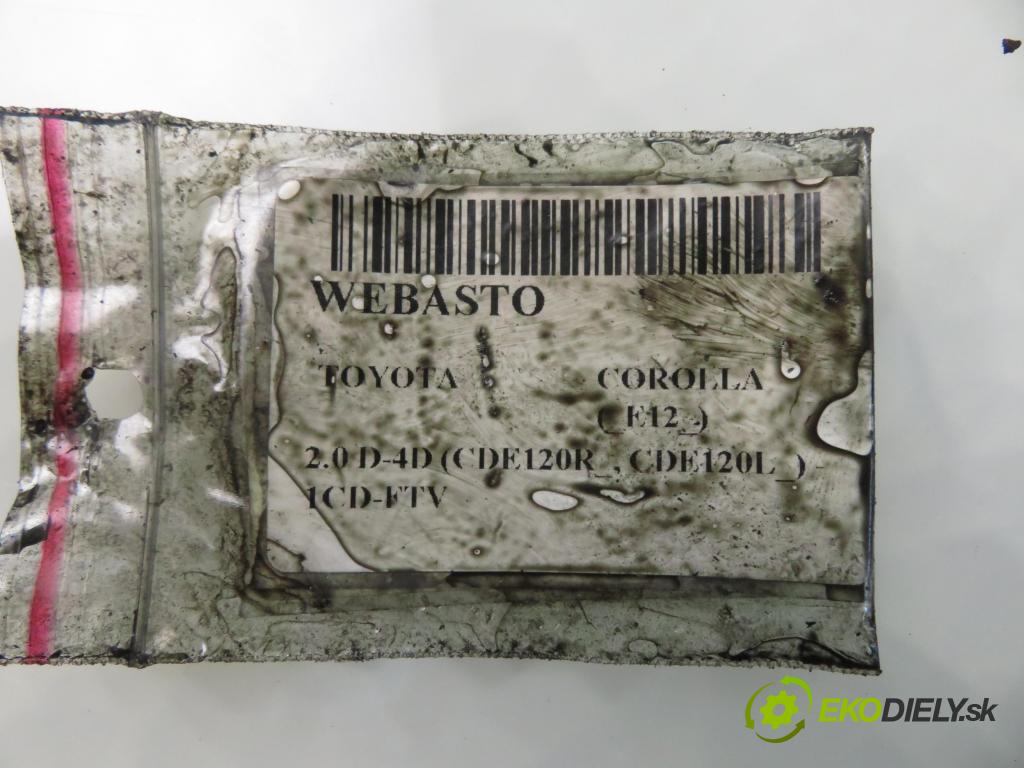 WEBASTO
TOYOTA COROLLA
(_E12_)
2.0 D-4D (CDE120R_, CDE120L_) -
1CD-FTV
EKODIELY.sk